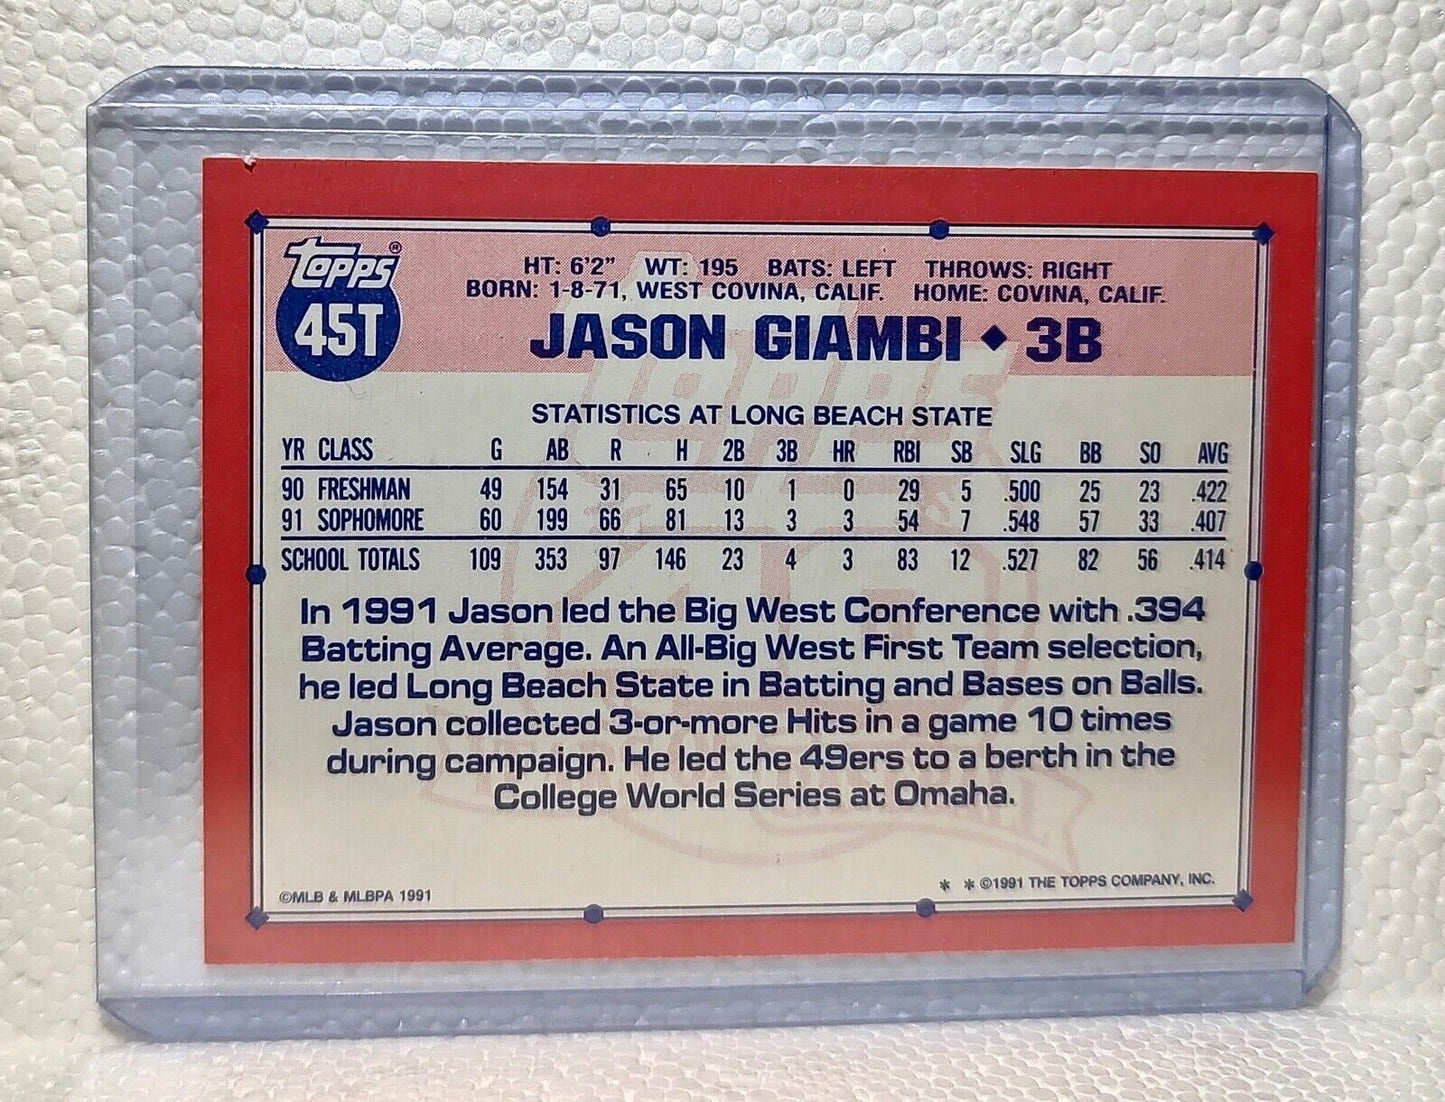 TOPPS®
45T
HT: 6'2" WT: 195 BATS: LEFT THROWS: RIGHT
BORN: 1-8-71, WEST COVINA, CALIF. HOME: COVINA, CALIF.
JASON GIAMBI ◆ 3B
STATISTICS AT LONG BEACH STATE
YR CLASS G AB R H 2B 3B HR RBI SB SLG BB SO AVG
90 FRESHMAN 49 154 31 65 10 1 0 29 5 .500 25 23 .422
91 SOPHOMORE 60 199 66 81 13 3 3 54 7 .548 57 33 .407
SCHOOL TOTALS 109 353 97 146 23 4 3 83 12 .527 82 56 .414
In 1991 Jason led the Big West Conference with .394
Batting Average. An All-Big West First Team selection,
he led Long Beach State in Batting and Bases on Balls.
Jason collected 3-or-more Hits in a game 10 times
during campaign. He led the 49ers to a berth in the
College World Series at Omaha.
©MLB & MLBPA 1991
* * ©1991 THE TOPPS COMPANY, INC.